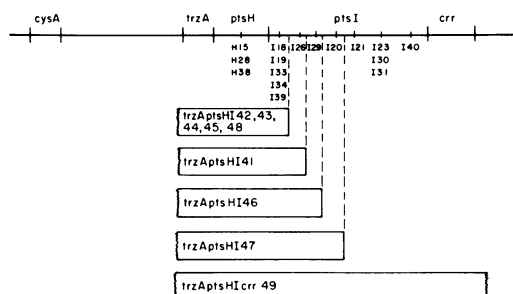 cysA trzA ptsH ptsI crr
H15 I18 I26 I29 I20 I21 I23 I40
H28 I19 I30
H38 I33 I31
I34
I39
trzAptsHI42,43,
44,45,48
trzAptsHI41
trzAptsHI46
trzAptsHI47
trzAptsHIcrr 49